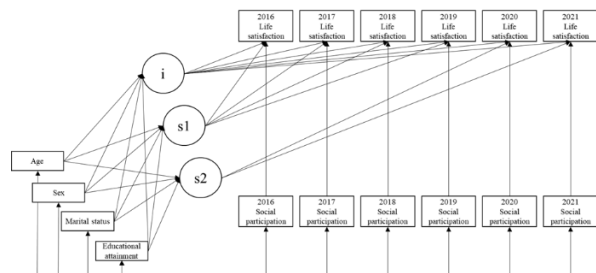 2016 2017 2018 2019 2020 2021
Life Life Life Life Life Life
satisfaction satisfaction satisfaction satisfaction satisfaction satisfaction
i
s1
s2
Age
Sex
Marital status
Educational
attainment
2016 2017 2018 2019 2020 2021
Social Social Social Social Social Social
participation participation participation participation participation participation